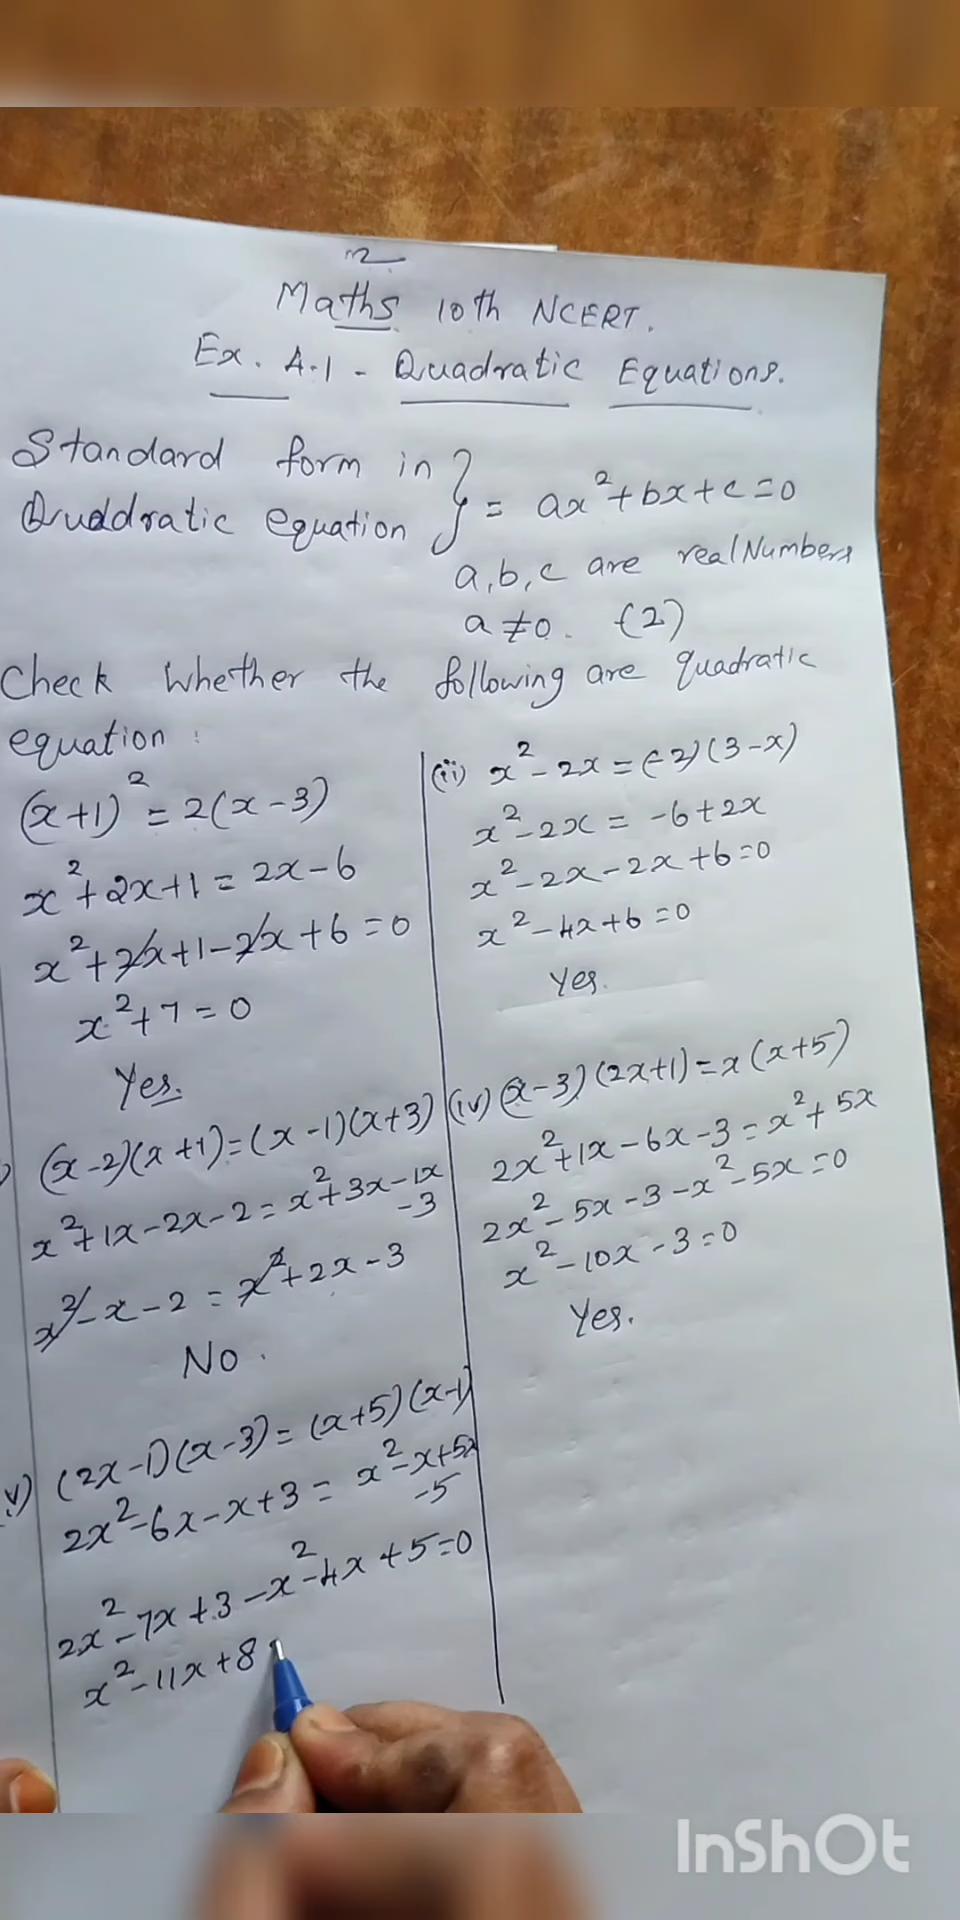 Maths 10th NCERT.
Ex. 4.1 - Quadratic Equations.
Standard form in } = ax²+bx+c=0
Quddratic equation
a,b,c are realNumbers
a≠0. (2)
Check whether the following are quadratic
equation:
(x+1)² = 2(x-3)
x²+2x+1 = 2x-6
x²+2x+1-2x+6=0
x²+7=0
Yes.
(ii) x²-2x=(-2)(3-x)
x²-2x = -6+2x
x²-2x-2x+6=0
x²-4x+6=0
Yes.
(x-2)(x+1)=(x-1)(x+3)
x²+1x-2x-2=x²+3x-1x
-3
x²-x-2=x²+2x-3
No.
(iv) (x-3)(2x+1)=x(x+5)
2x²+1x-6x-3=x²+5x
2x²-5x-3-x²-5x=0
x²-10x-3=0
Yes.
v) (2x-1)(x-3)=(x+5)(x-1)
2x²-6x-x+3=x²-x+5x
-5
2x²-7x+3-x²-4x+5=0
x²-11x+8
InShOt